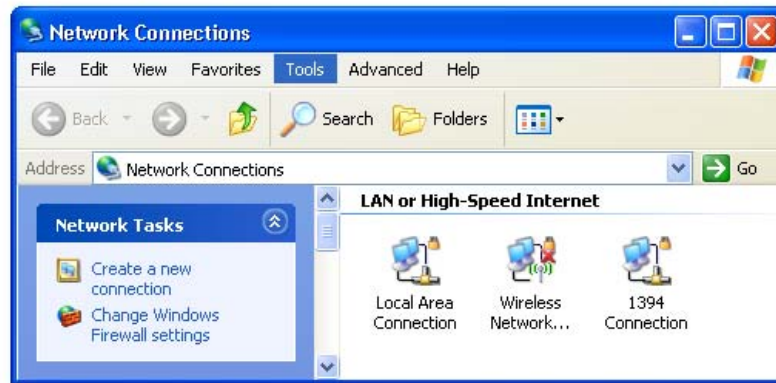 Network Connections
File Edit View Favorites Tools Advanced Help
Back Search Folders
Address Network Connections Go
Network Tasks
Create a new
connection
Change Windows
Firewall settings
LAN or High-Speed Internet
Local Area
Connection
Wireless
Network...
1394
Connection